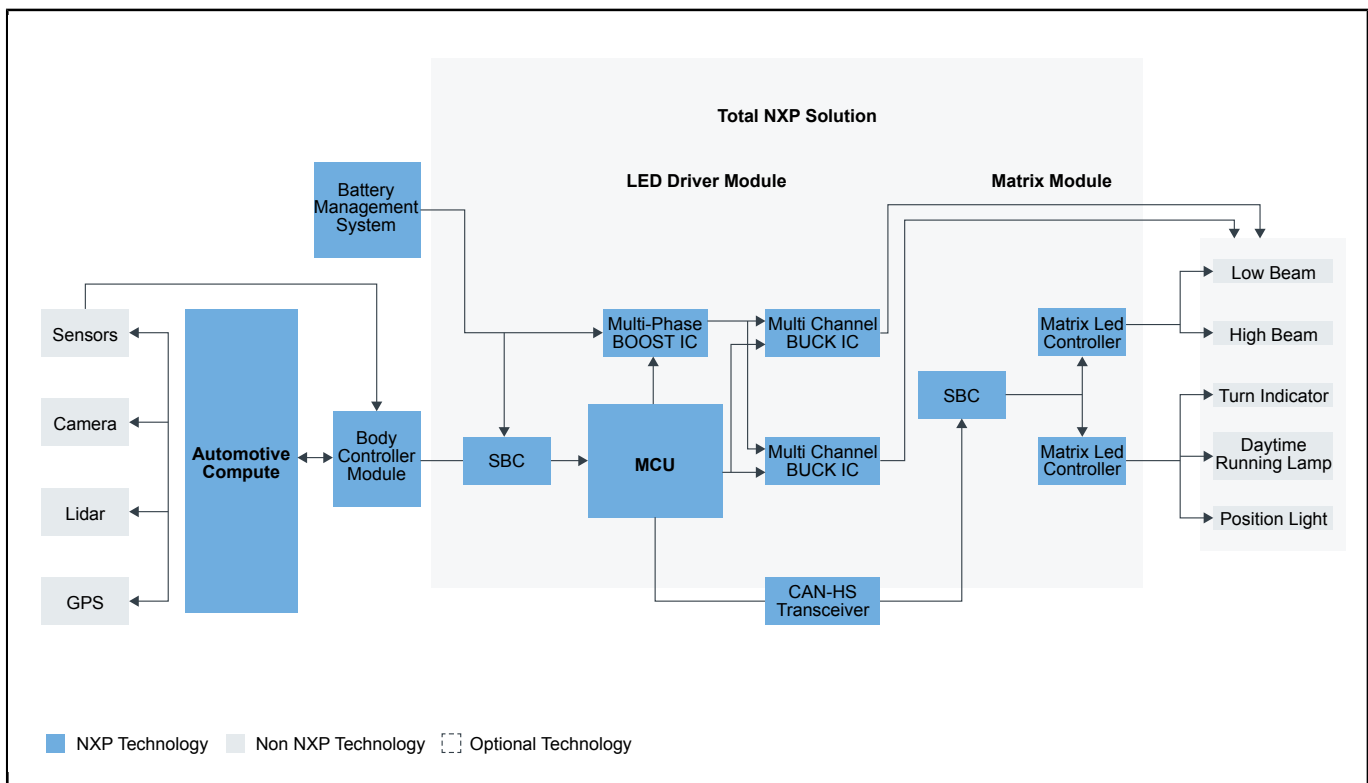 Total NXP Solution
LED Driver Module
Matrix Module
Battery
Management
System
Low Beam
Sensors
Multi-Phase
BOOST IC
Multi Channel
BUCK IC
Matrix Led
Controller
High Beam
Camera
Automotive
Compute
Body
Controller
Module
SBC
MCU
Multi Channel
BUCK IC
SBC
Matrix Led
Controller
Turn Indicator
Daytime
Running Lamp
Lidar
Position Light
GPS
CAN-HS
Transceiver
NXP Technology
Non NXP Technology
Optional Technology